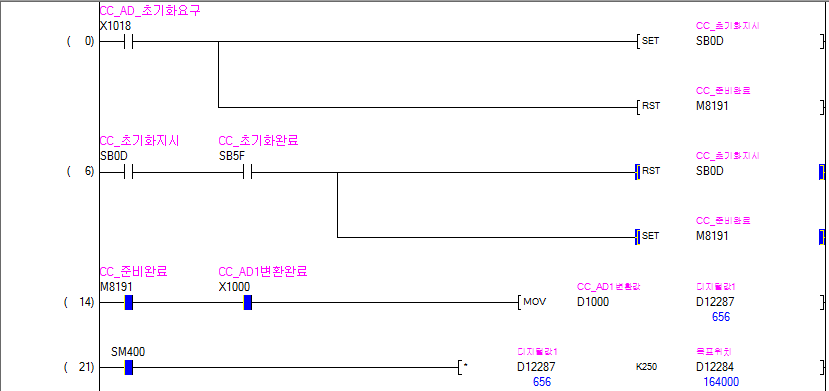 CC_AD_초기화요구
X1018
CC_초기화지시
( 0) SET SB0D
CC_준비완료
RST M8191
CC_초기화지시 CC_초기화완료
SB0D SB5F
CC_초기화지시
( 6) RST SB0D
CC_준비완료
SET M8191
CC_준비완료 CC_AD1변환완료
M8191 X1000
CC_AD1변환값 디지털값1
( 14) MOV D1000 D12287
656
SM400
디지털값1 목표위치
( 21) * D12287 K250 D12284
656 164000